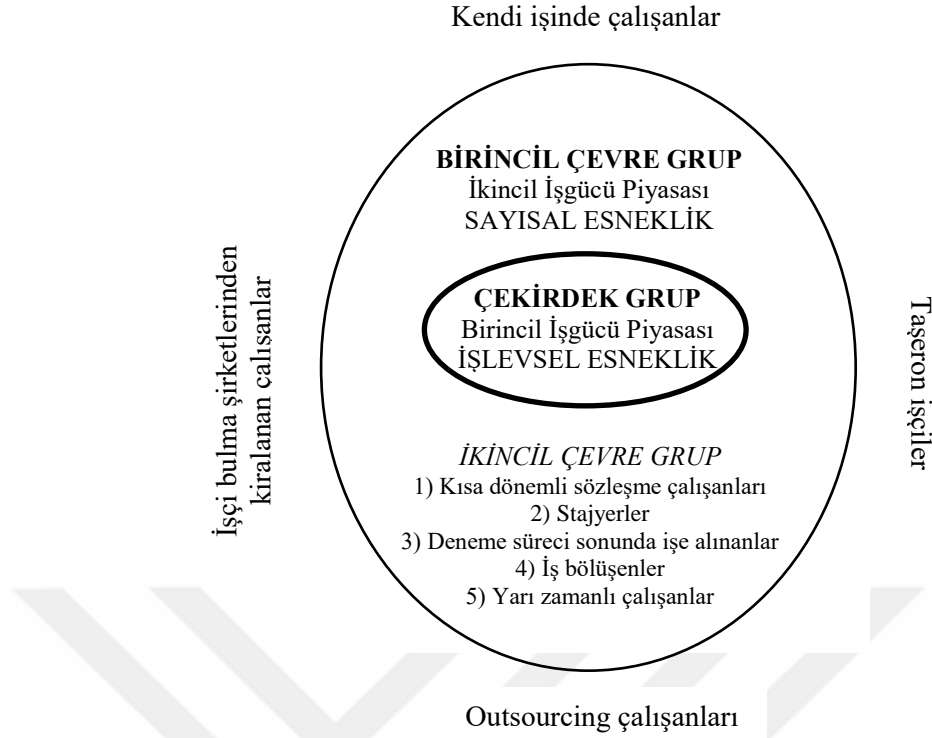 Kendi işinde çalışanlar
BİRİNCİL ÇEVRE GRUP
İkincil İşgücü Piyasası
SAYISAL ESNEKLİK
İşçi bulma şirketlerinden
kiralanan çalısanlar
ÇEKİRDEK GRUP
Birincil İşgücü Piyasası
İŞLEVSEL ESNEKLİK
Taşeron işçiler
İKİNCİL ÇEVRE GRUP
1) Kısa dönemli sözleşme çalışanları
2) Stajyerler
3) Deneme süreci sonunda işe alınanlar
4) İş bölüşenler
5) Yarı zamanlı çalışanlar
Outsourcing çalışanları